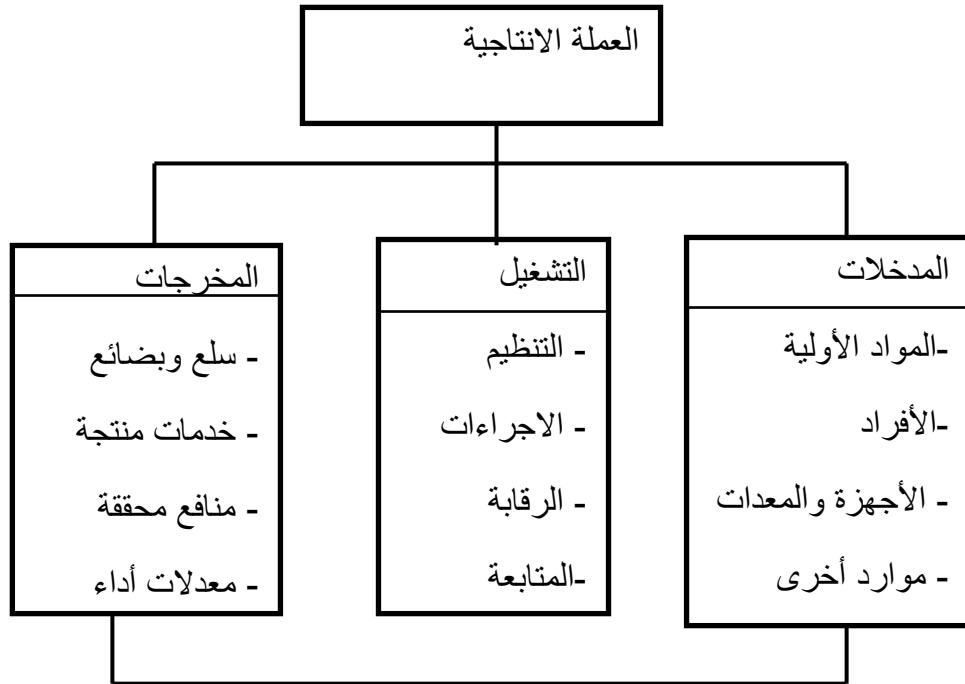 العملة الانتاجية
المدخلات
-المواد الأولية
-الأفراد
- الأجهزة والمعدات
- موارد أخرى
التشغيل
- التنظيم
- الاجراءات
- الرقابة
-المتابعة
المخرجات
- سلع وبضائع
- خدمات منتجة
- منافع محققة
- معدلات أداء